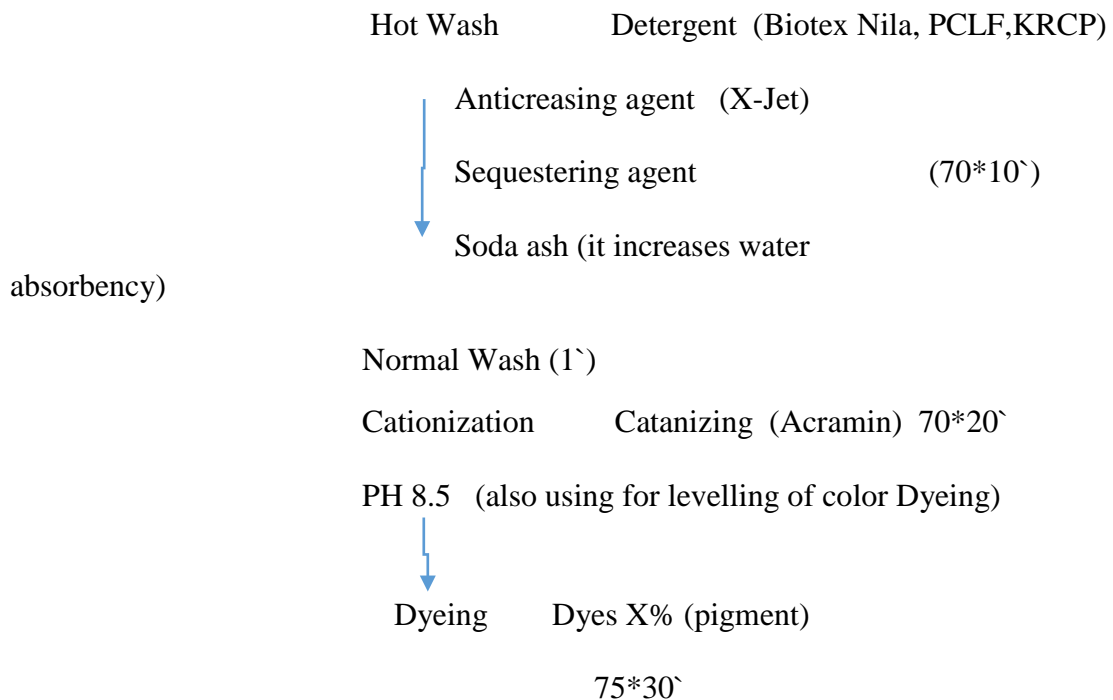 Hot Wash Detergent (Biotex Nila, PCLF,KRCP)
Anticreasing agent (X-Jet)
Sequestering agent (70*10`)
Soda ash (it increases water
absorbency)
Normal Wash (1`)
Cationization Catanizing (Acramin) 70*20`
PH 8.5 (also using for levelling of color Dyeing)
Dyeing Dyes X% (pigment)
75*30`